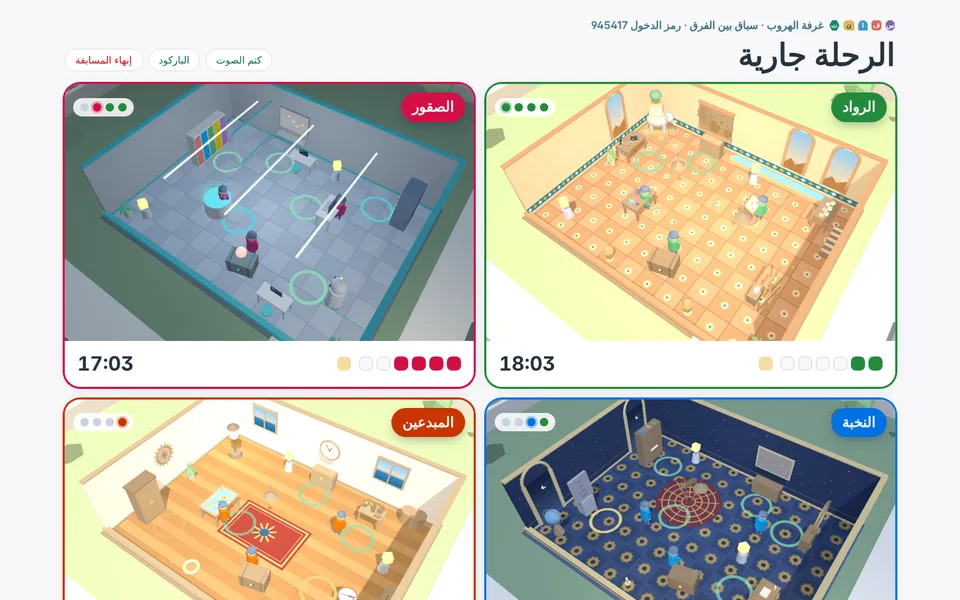 س ف ا ن ت غرفة الهروب · سباق بين الفرق · رمز الدخول 945417
الرحلة جارية
كتم الصوت
الباركود
إنهاء المسابقة
الرواد
18:03
الصقور
17:03
النخبة
المبدعين